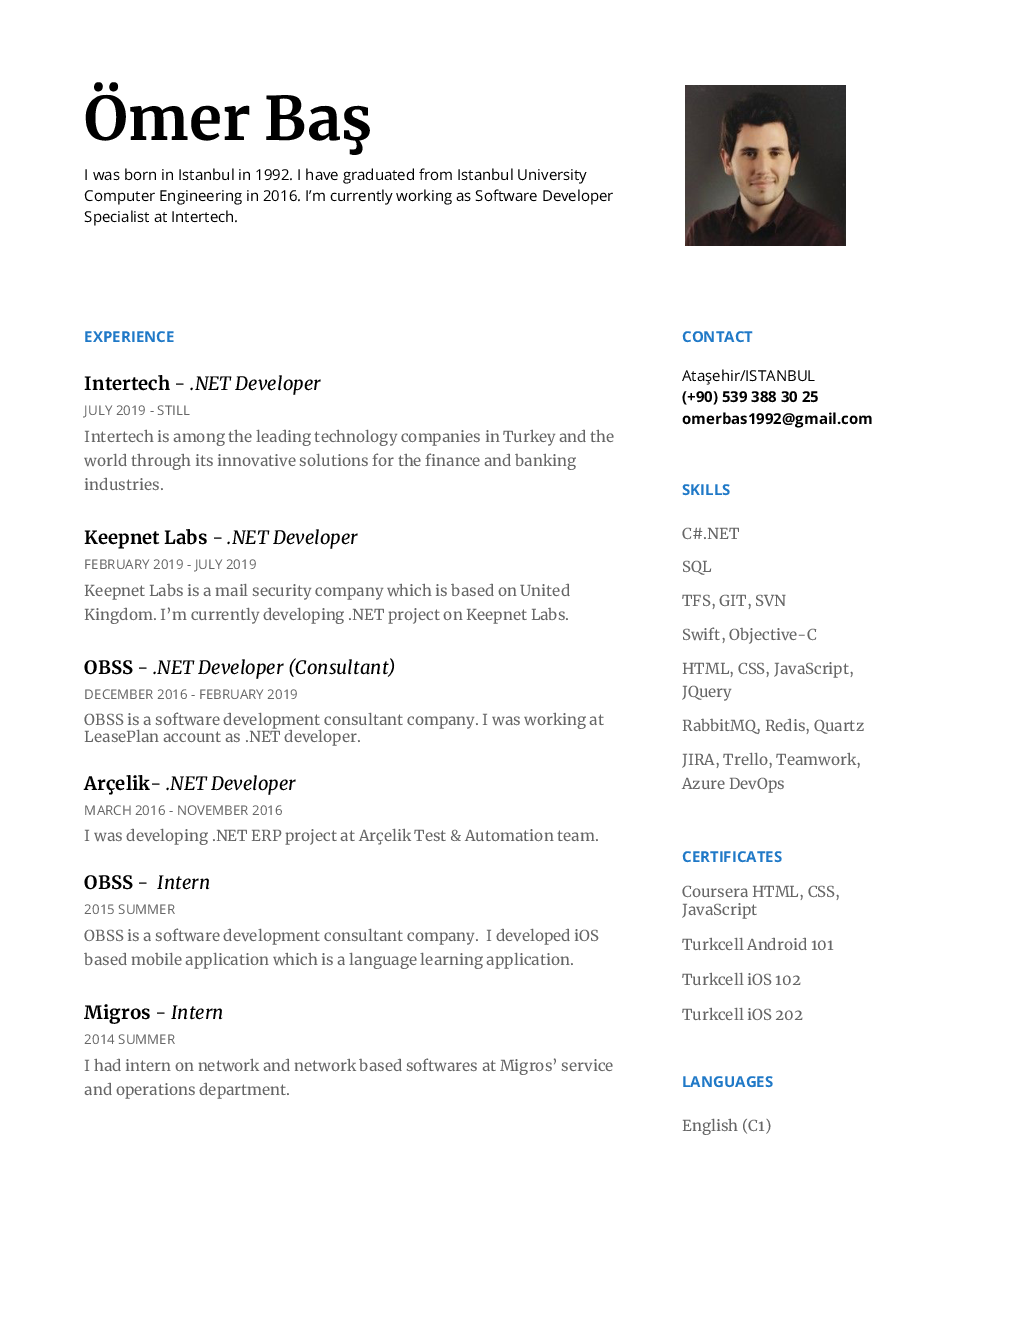 Ömer Baş
I was born in Istanbul in 1992. I have graduated from Istanbul University
Computer Engineering in 2016. I’m currently working as Software Developer
Specialist at Intertech.
EXPERIENCE
Intertech - .NET Developer
JULY 2019 - STILL
Intertech is among the leading technology companies in Turkey and the
world through its innovative solutions for the finance and banking
industries.
Keepnet Labs - .NET Developer
FEBRUARY 2019 - JULY 2019
Keepnet Labs is a mail security company which is based on United
Kingdom. I’m currently developing .NET project on Keepnet Labs.
OBSS - .NET Developer (Consultant)
DECEMBER 2016 - FEBRUARY 2019
OBSS is a software development consultant company. I was working at
LeasePlan account as .NET developer.
Arçelik- .NET Developer
MARCH 2016 - NOVEMBER 2016
I was developing .NET ERP project at Arçelik Test & Automation team.
OBSS - Intern
2015 SUMMER
OBSS is a software development consultant company. I developed iOS
based mobile application which is a language learning application.
Migros - Intern
2014 SUMMER
I had intern on network and network based softwares at Migros’ service
and operations department.
CONTACT
Ataşehir/ISTANBUL
(+90) 539 388 30 25
omerbas1992@gmail.com
SKILLS
C#.NET
SQL
TFS, GIT, SVN
Swift, Objective-C
HTML, CSS, JavaScript,
JQuery
RabbitMQ, Redis, Quartz
JIRA, Trello, Teamwork,
Azure DevOps
CERTIFICATES
Coursera HTML, CSS,
JavaScript
Turkcell Android 101
Turkcell iOS 102
Turkcell iOS 202
LANGUAGES
English (C1)